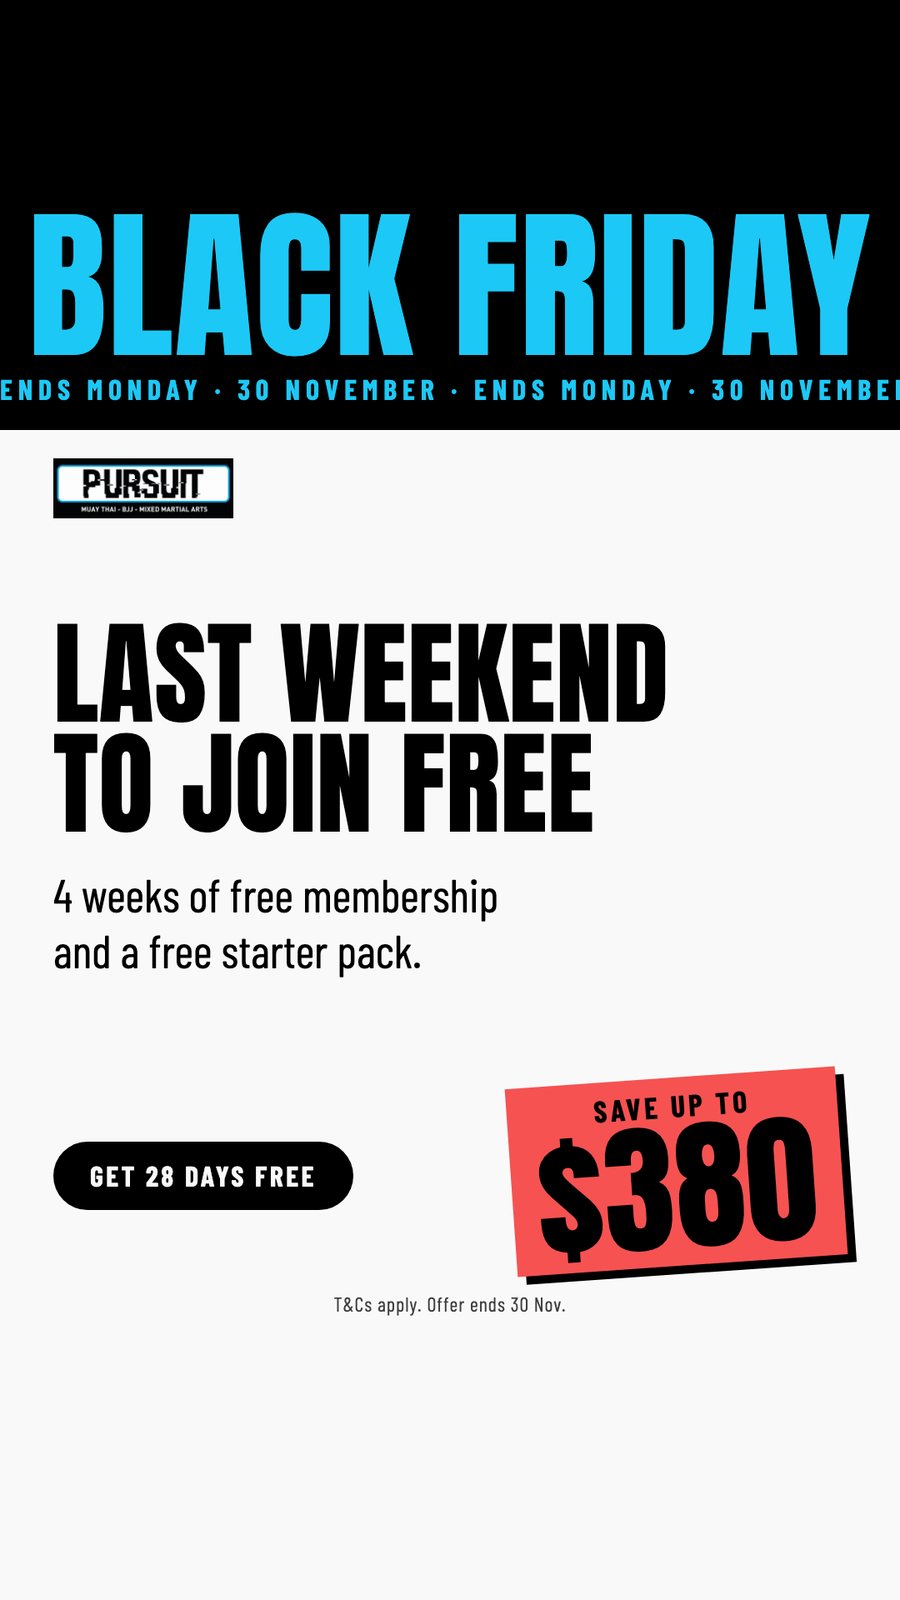 BLACK FRIDAY
ENDS MONDAY · 30 NOVEMBER · ENDS MONDAY · 30 NOVEMBER
PURSUIT
MUAY THAI - BJJ - MIXED MARTIAL ARTS
LAST WEEKEND
TO JOIN FREE
4 weeks of free membership
and a free starter pack.
SAVE UP TO
$380
GET 28 DAYS FREE
T&Cs apply. Offer ends 30 Nov.